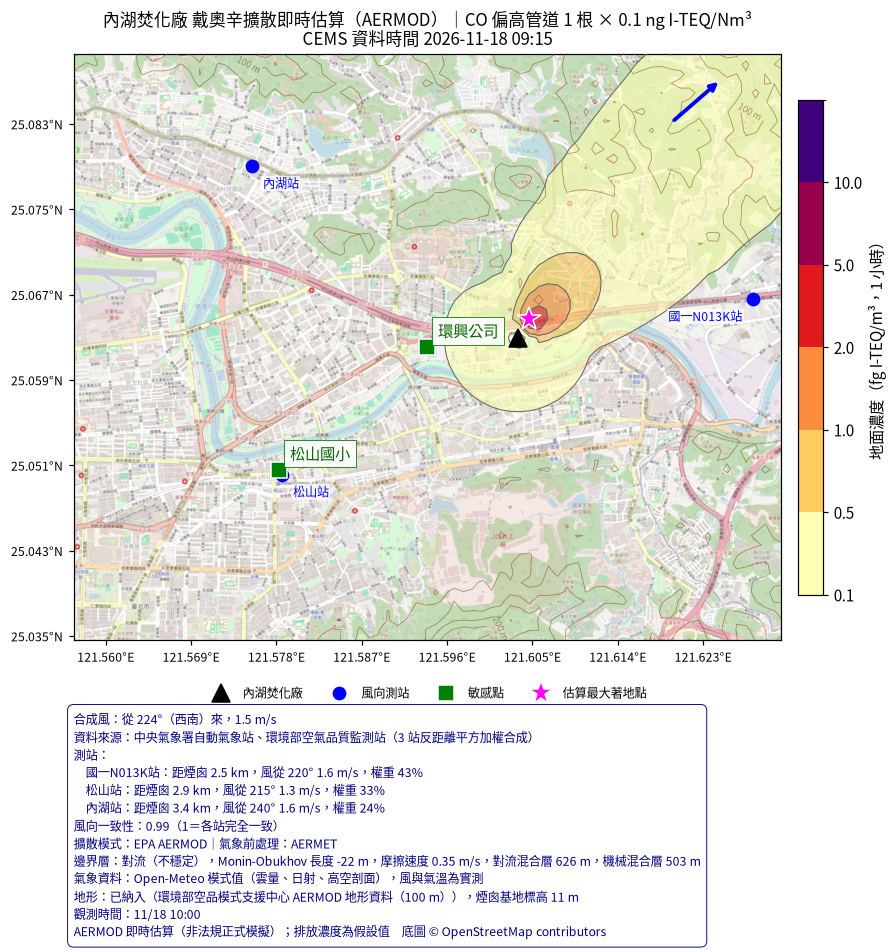 內湖焚化廠 戴奧辛擴散即時估算（AERMOD）｜CO 偏高管道 1 根 × 0.1 ng I-TEQ/Nm³
CEMS 資料時間 2026-11-18 09:15
25.083°N
25.075°N
25.067°N
25.059°N
25.051°N
25.043°N
25.035°N
100 m
100 m
內湖站
國一N013K站
環興公司
松山國小
松山站
10.0
5.0
2.0
1.0
0.5
0.1
地面濃度（fg I-TEQ/m³，1 小時）
121.560°E
121.569°E
121.578°E
121.587°E
121.596°E
121.605°E
121.614°E
121.623°E
內湖焚化廠
風向測站
敏感點
估算最大著地點
合成風：從 224°（西南）來，1.5 m/s
資料來源：中央氣象署自動氣象站、環境部空氣品質監測站（3 站反距離平方加權合成）
測站：
國一N013K站：距煙囪 2.5 km，風從 220° 1.6 m/s，權重 43%
松山站：距煙囪 2.9 km，風從 215° 1.3 m/s，權重 33%
內湖站：距煙囪 3.4 km，風從 240° 1.6 m/s，權重 24%
風向一致性：0.99（1＝各站完全一致）
擴散模式：EPA AERMOD｜氣象前處理：AERMET
邊界層：對流（不穩定），Monin-Obukhov 長度 -22 m，摩擦速度 0.35 m/s，對流混合層 626 m，機械混合層 503 m
氣象資料：Open-Meteo 模式值（雲量、日射、高空剖面），風與氣溫為實測
地形：已納入（環境部空品模式支援中心 AERMOD 地形資料（100 m）），煙囪基地標高 11 m
觀測時間：11/18 10:00
AERMOD 即時估算（非法規正式模擬）；排放濃度為假設值　底圖 © OpenStreetMap contributors